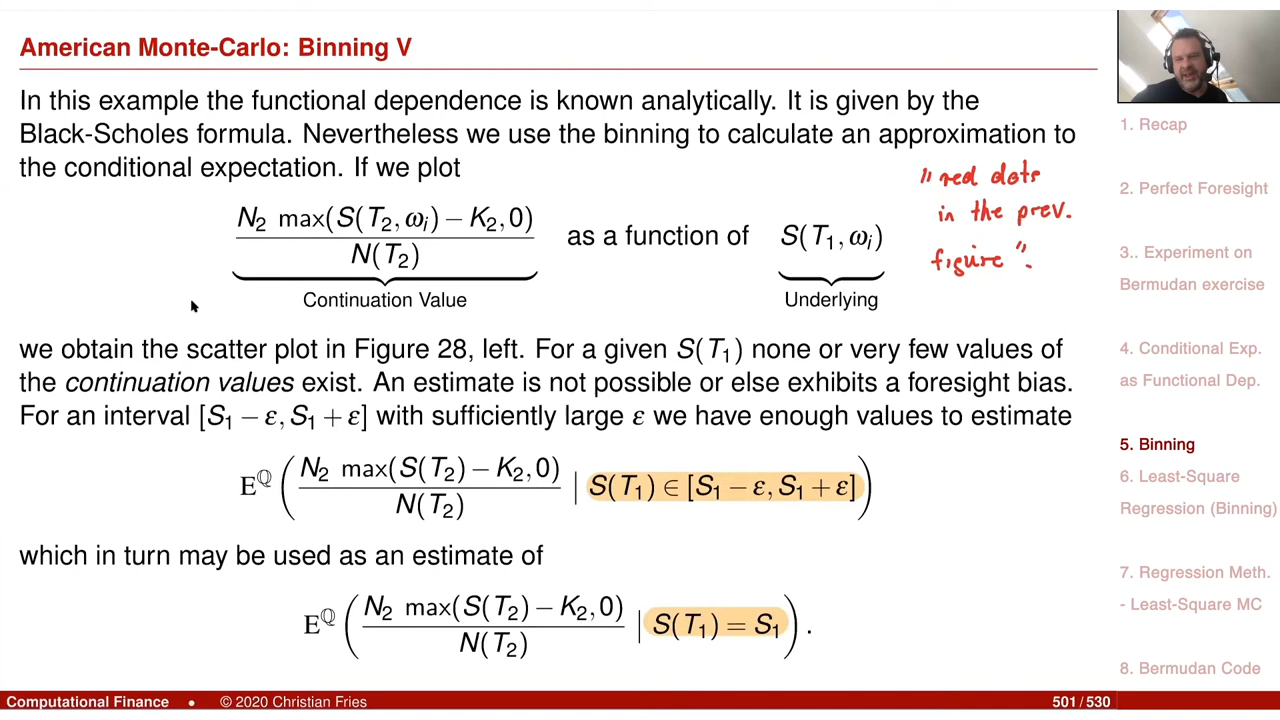 American Monte-Carlo: Binning V
In this example the functional dependence is known analytically. It is given by the
Black-Scholes formula. Nevertheless we use the binning to calculate an approximation to
the conditional expectation. If we plot
N₂ max(S(T₂, ωᵢ) − K₂, 0)
N(T₂)
Continuation Value
as a function of
S(T₁, ωᵢ)
Underlying
"red dots
in the prev.
figure".
we obtain the scatter plot in Figure 28, left. For a given S(T₁) none or very few values of
the continuation values exist. An estimate is not possible or else exhibits a foresight bias.
For an interval [S₁ − ε, S₁ + ε] with sufficiently large ε we have enough values to estimate
E^ℚ ( N₂ max(S(T₂) − K₂, 0) / N(T₂) | S(T₁) ∈ [S₁ − ε, S₁ + ε] )
which in turn may be used as an estimate of
E^ℚ ( N₂ max(S(T₂) − K₂, 0) / N(T₂) | S(T₁) = S₁ ) .
1. Recap
2. Perfect Foresight
3.. Experiment on
Bermudan exercise
4. Conditional Exp.
as Functional Dep.
5. Binning
6. Least-Square
Regression (Binning)
7. Regression Meth.
- Least-Square MC
8. Bermudan Code
Computational Finance • © 2020 Christian Fries 501 / 530